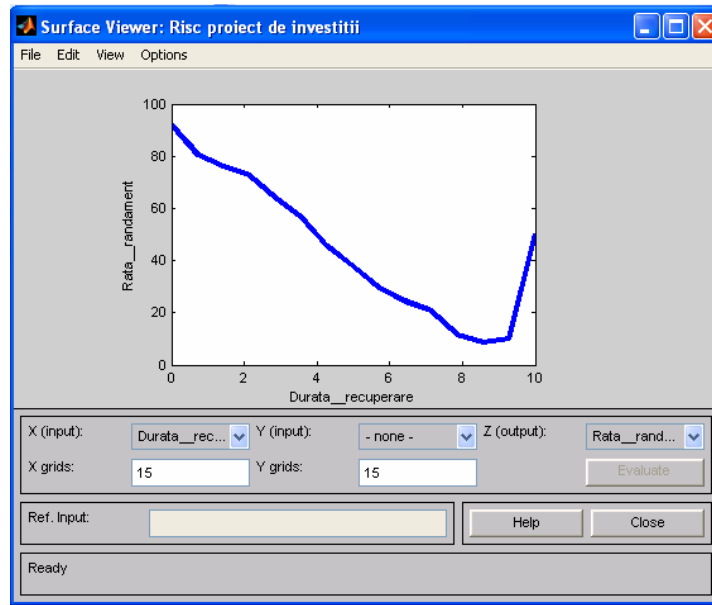 Surface Viewer: Risc proiect de investitii
File Edit View Options
100
80
60
40
20
0
Rata__randament
0 2 4 6 8 10
Durata__recuperare
X (input): Durata__rec... Y (input): - none - Z (output): Rata__rand...
X grids: 15 Y grids: 15 Evaluate
Ref. Input: Help Close
Ready